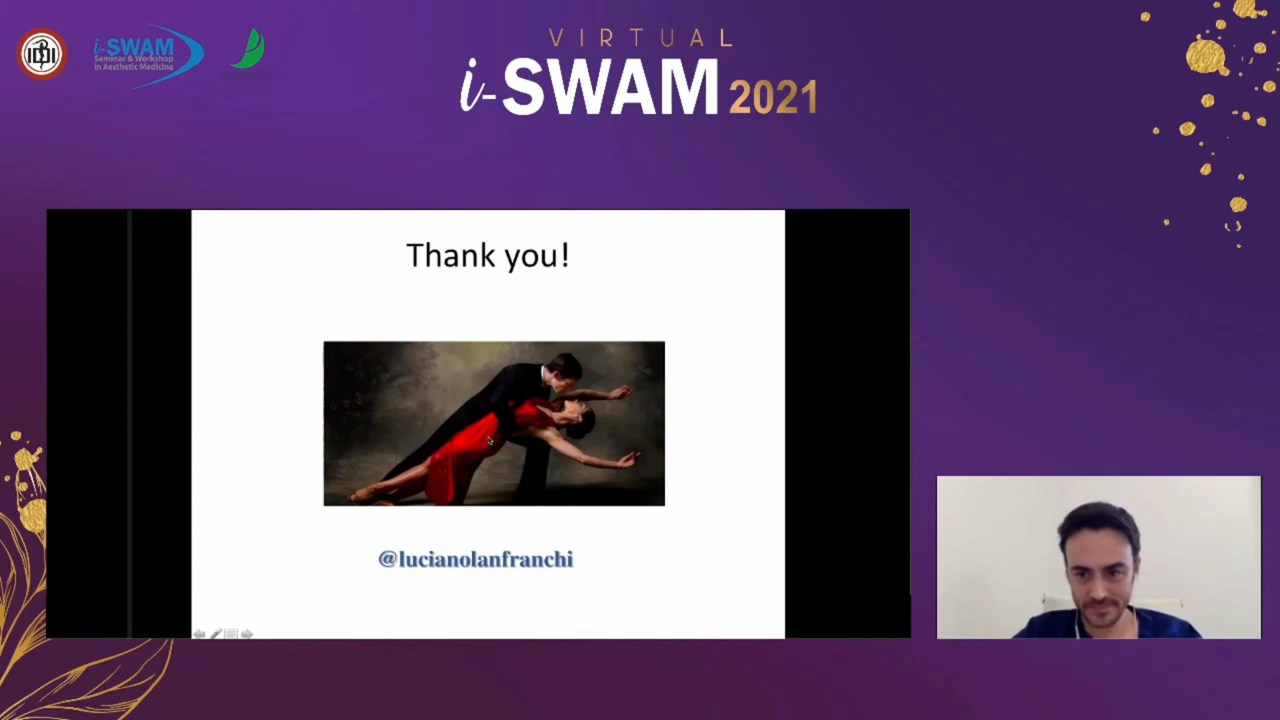 VIRTUAL
i-SWAM 2021
i-SWAM
Seminar & Workshop
in Aesthetic Medicine
Thank you!
@lucianolanfranchi